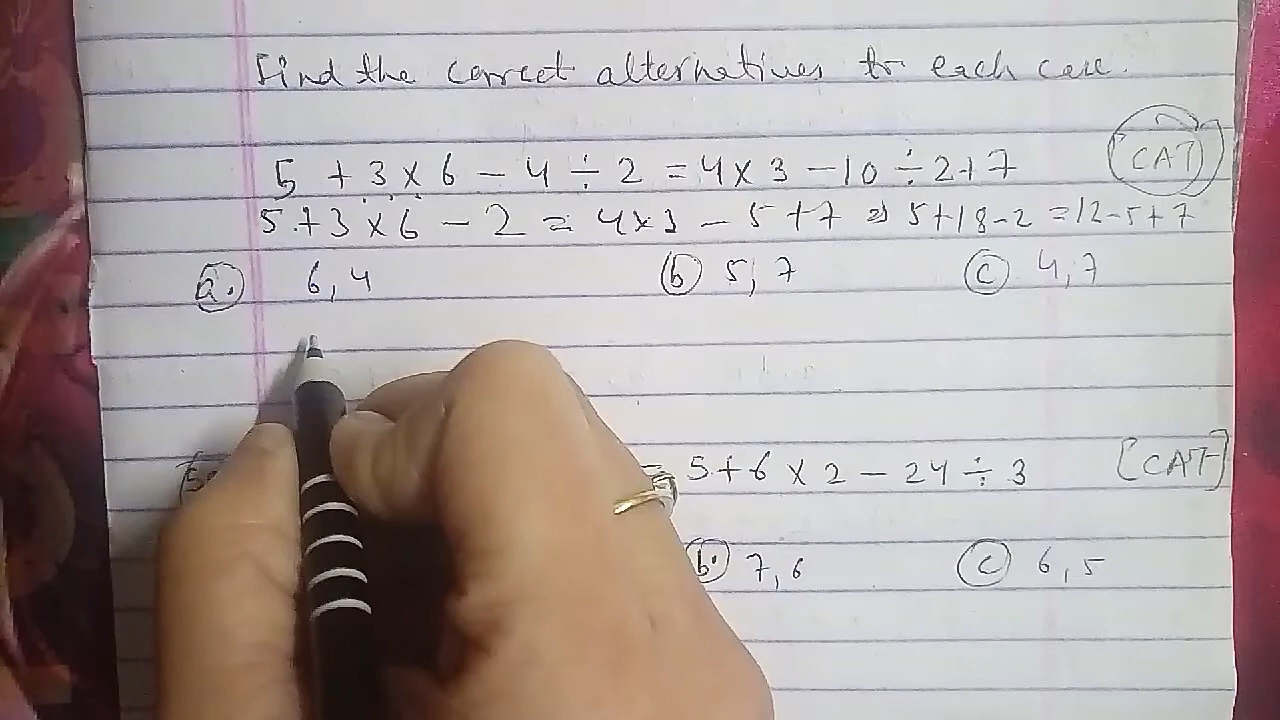 Find the correct alternatives to each case.
5 + 3 × 6 - 4 ÷ 2 = 4 × 3 - 10 ÷ 2 + 7 [CAT]
5 + 3 × 6 - 2 = 4 × 3 - 5 + 7 ⇒ 5 + 18 - 2 = 12 - 5 + 7
a. 6, 4 b 5, 7 c 4, 7
= 5 + 6 × 2 - 24 ÷ 3 [CAT]
b. 7, 6 c 6, 5